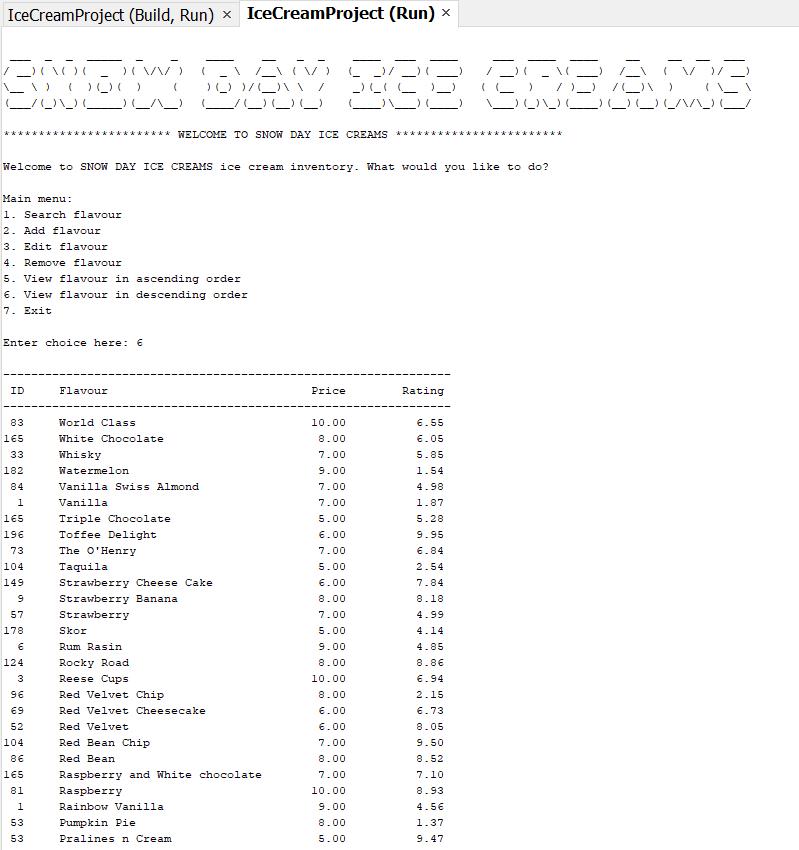 IceCreamProject (Build, Run) × IceCreamProject (Run) ×
SNOW DAY ICE CREAMS
************************ WELCOME TO SNOW DAY ICE CREAMS ************************
Welcome to SNOW DAY ICE CREAMS ice cream inventory. What would you like to do?
Main menu:
1. Search flavour
2. Add flavour
3. Edit flavour
4. Remove flavour
5. View flavour in ascending order
6. View flavour in descending order
7. Exit
Enter choice here: 6
----------------------------------------------------------------
ID Flavour Price Rating
----------------------------------------------------------------
83 World Class 10.00 6.55
165 White Chocolate 8.00 6.05
33 Whisky 7.00 5.85
182 Watermelon 9.00 1.54
84 Vanilla Swiss Almond 7.00 4.98
1 Vanilla 7.00 1.87
165 Triple Chocolate 5.00 5.28
196 Toffee Delight 6.00 9.95
73 The O'Henry 7.00 6.84
104 Taquila 5.00 2.54
149 Strawberry Cheese Cake 6.00 7.84
9 Strawberry Banana 8.00 8.18
57 Strawberry 7.00 4.99
178 Skor 5.00 4.14
6 Rum Rasin 9.00 4.85
124 Rocky Road 8.00 8.86
3 Reese Cups 10.00 6.94
96 Red Velvet Chip 8.00 2.15
69 Red Velvet Cheesecake 6.00 6.73
52 Red Velvet 6.00 8.05
104 Red Bean Chip 7.00 9.50
86 Red Bean 8.00 8.52
165 Raspberry and White chocolate 7.00 7.10
81 Raspberry 10.00 8.93
1 Rainbow Vanilla 9.00 4.56
53 Pumpkin Pie 8.00 1.37
53 Pralines n Cream 5.00 9.47